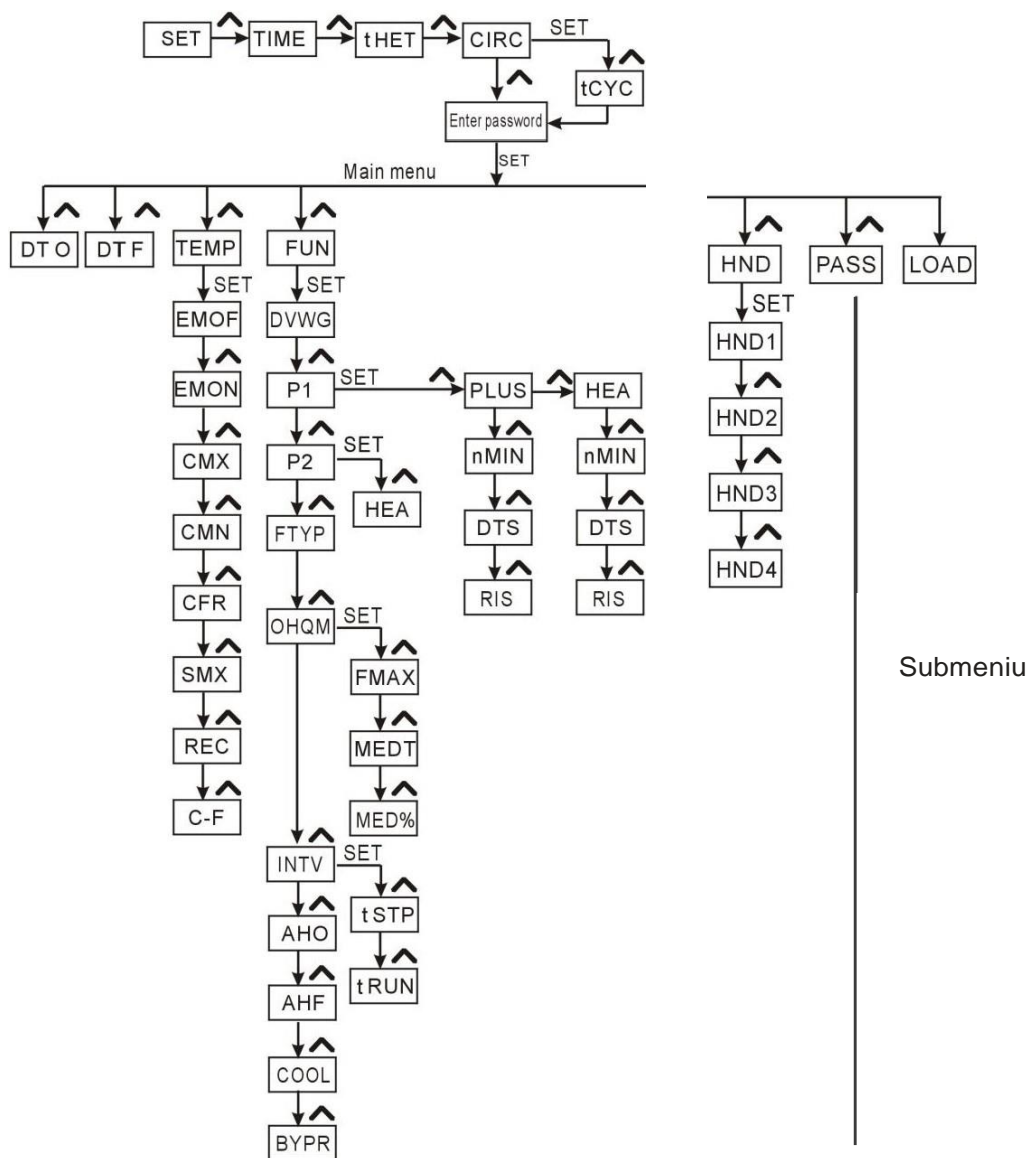 SET TIME tHET CIRC SET
tCYC
Enter password
SET
Main menu
DT O DT F TEMP FUN HND PASS LOAD
SET SET SET
EMOF DVWG HND1
EMON P1 SET PLUS HEA HND2
CMX P2 SET nMIN nMIN HND3
HEA
CMN FTYP DTS DTS HND4
CFR OHQM SET RIS RIS
SMX FMAX Submeniu
REC MEDT
C-F MED%
INTV SET
AHO tSTP
AHF tRUN
COOL
BYPR